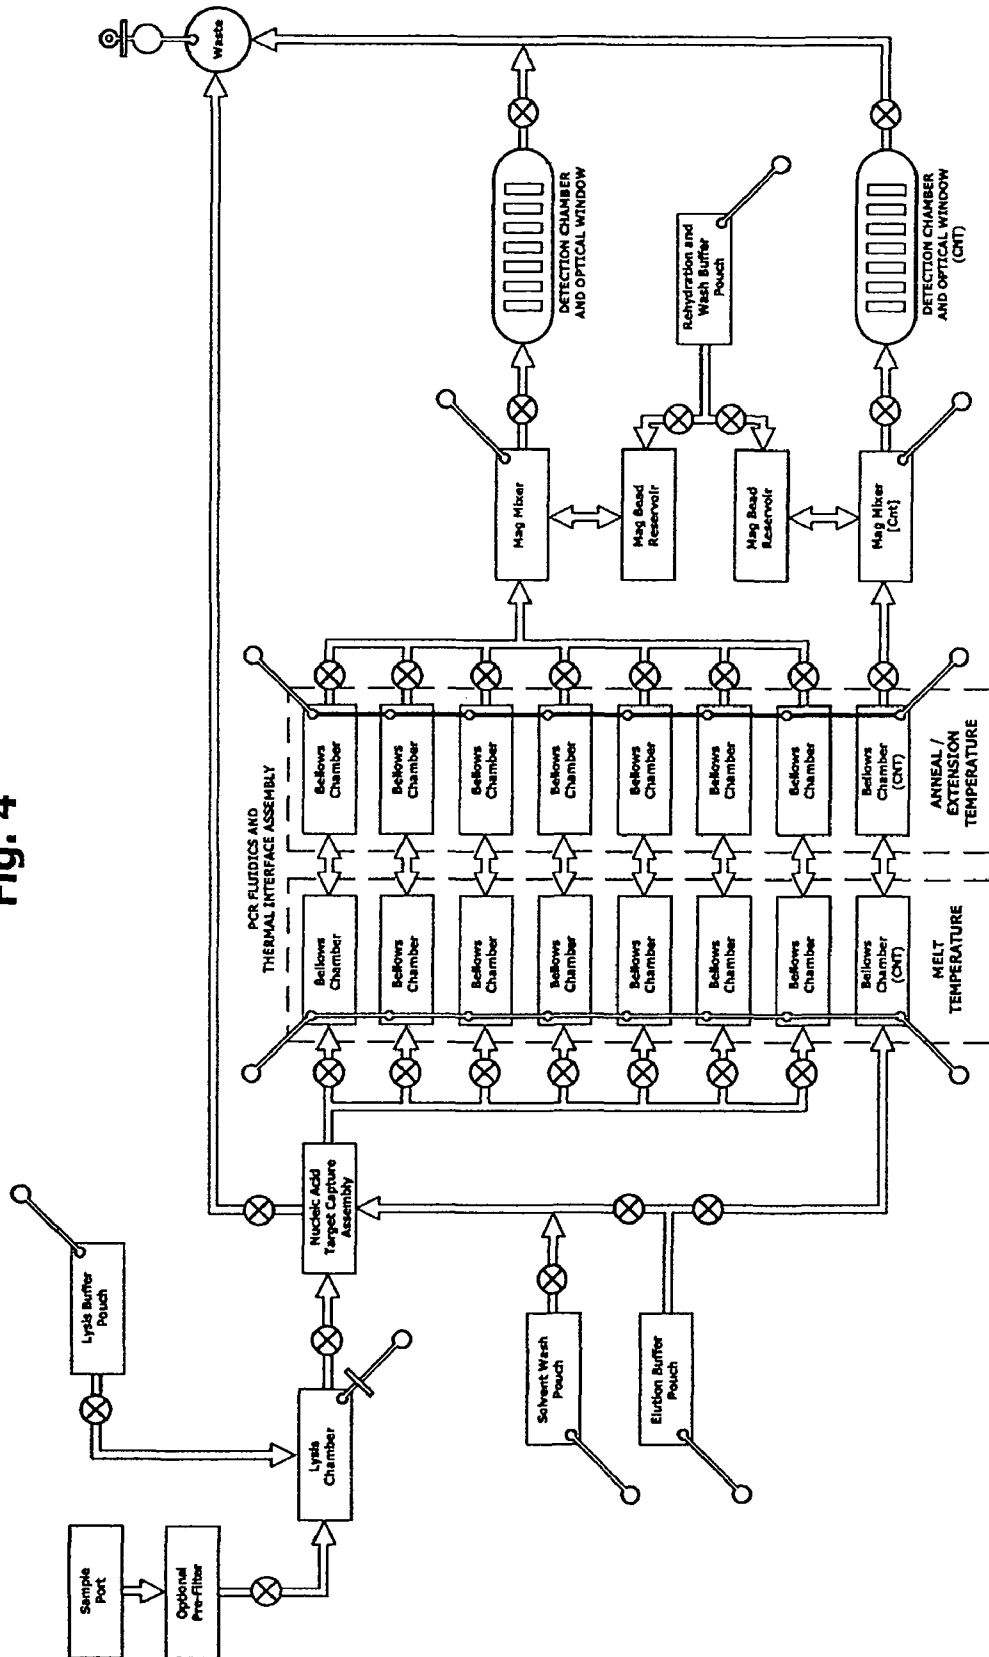 Fig. 4
Sample
Port
Optional
Pre-Filter
Lysis Buffer
Pouch
Lysis
Chamber
Nucleic Acid
Target Capture
Assembly
Solvent Wash
Pouch
Elution Buffer
Pouch
PCR FLUIDICS AND
THERMAL INTERFACE ASSEMBLY
Bellows
Chamber
Bellows
Chamber
Bellows
Chamber
Bellows
Chamber
Bellows
Chamber
Bellows
Chamber
Bellows
Chamber
Bellows
Chamber
(CNT)
MELT
TEMPERATURE
Bellows
Chamber
Bellows
Chamber
Bellows
Chamber
Bellows
Chamber
Bellows
Chamber
Bellows
Chamber
Bellows
Chamber
Bellows
Chamber
(CNT)
ANNEAL /
EXTENSION
TEMPERATURE
Mag Mixer
Mag Bead
Reservoir
Mag Bead
Reservoir
Mag Mixer
[Cnt]
Rehydration and
Wash Buffer
Pouch
DETECTION CHAMBER
AND OPTICAL WINDOW
DETECTION CHAMBER
AND OPTICAL WINDOW
(CNT)
Waste